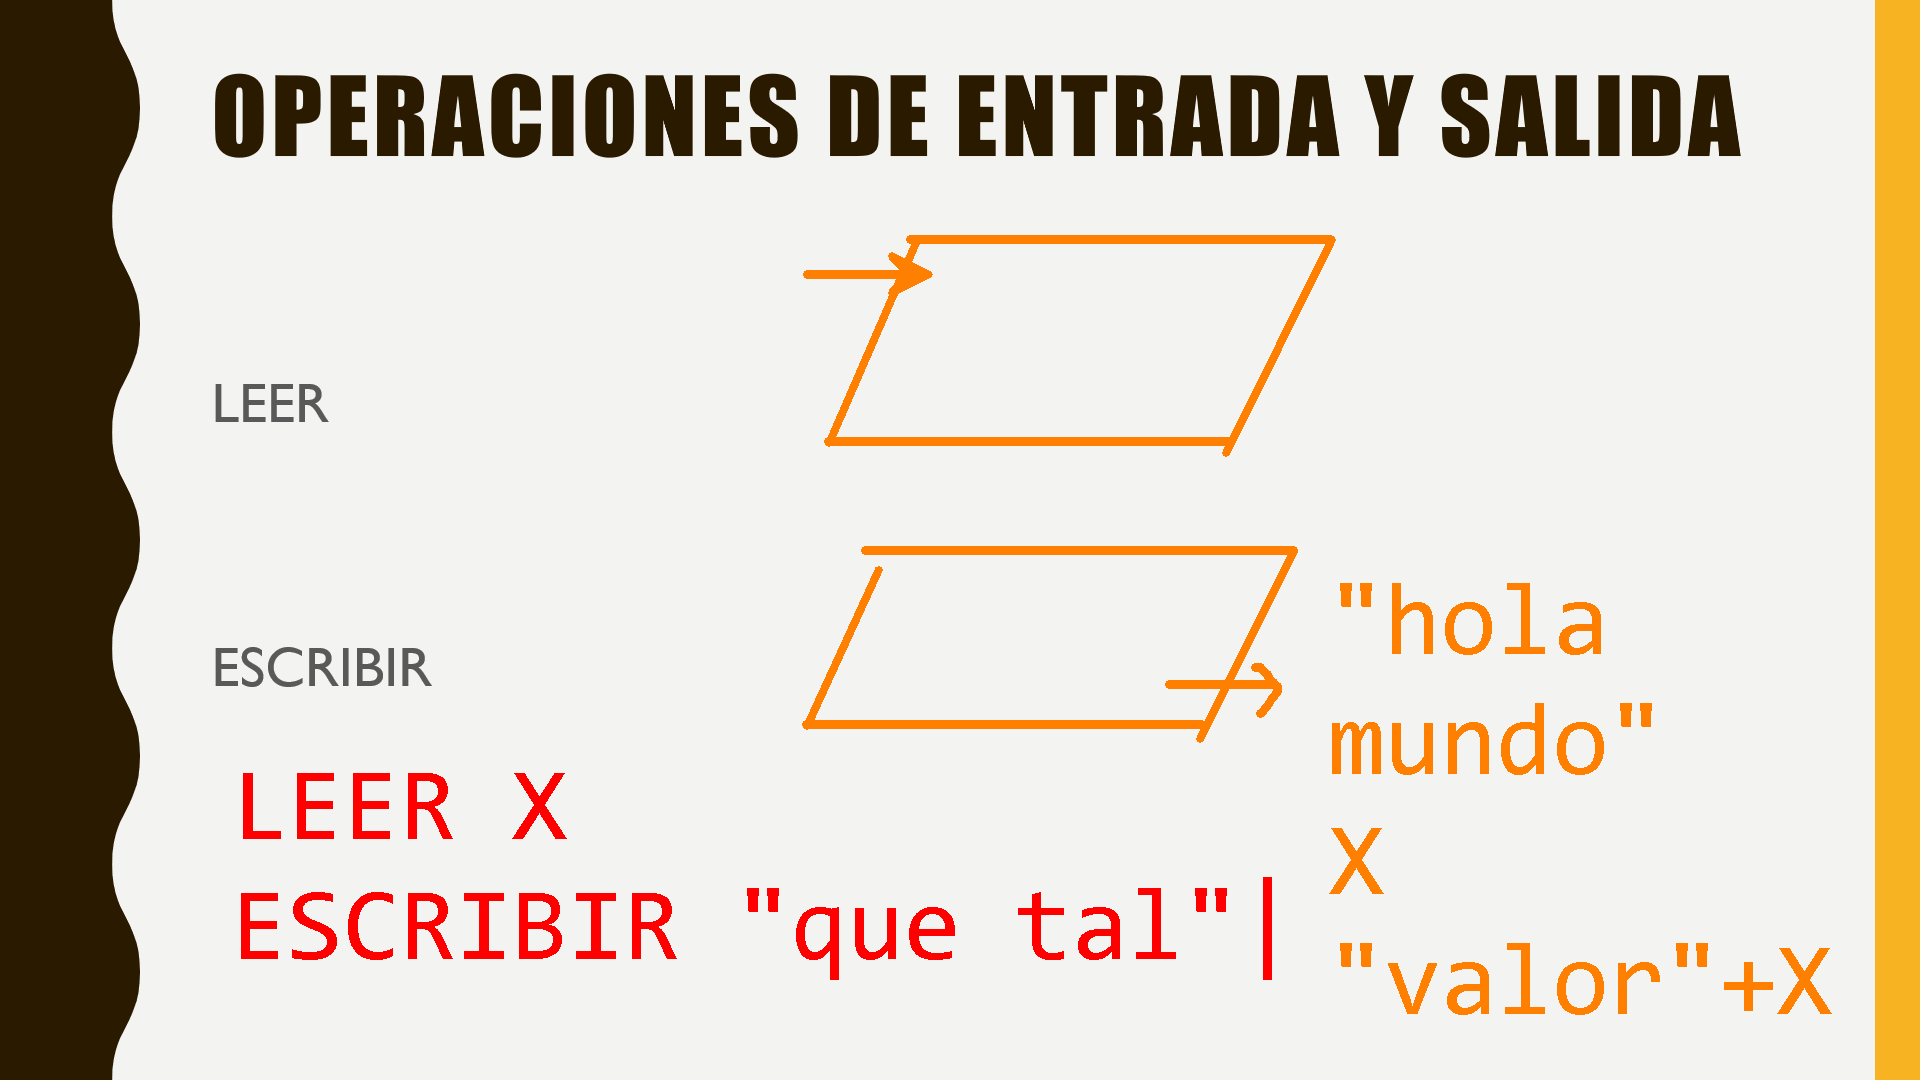 OPERACIONES DE ENTRADA Y SALIDA
LEER
ESCRIBIR
"hola
mundo"
X
"valor"+X
LEER X
ESCRIBIR "que tal"